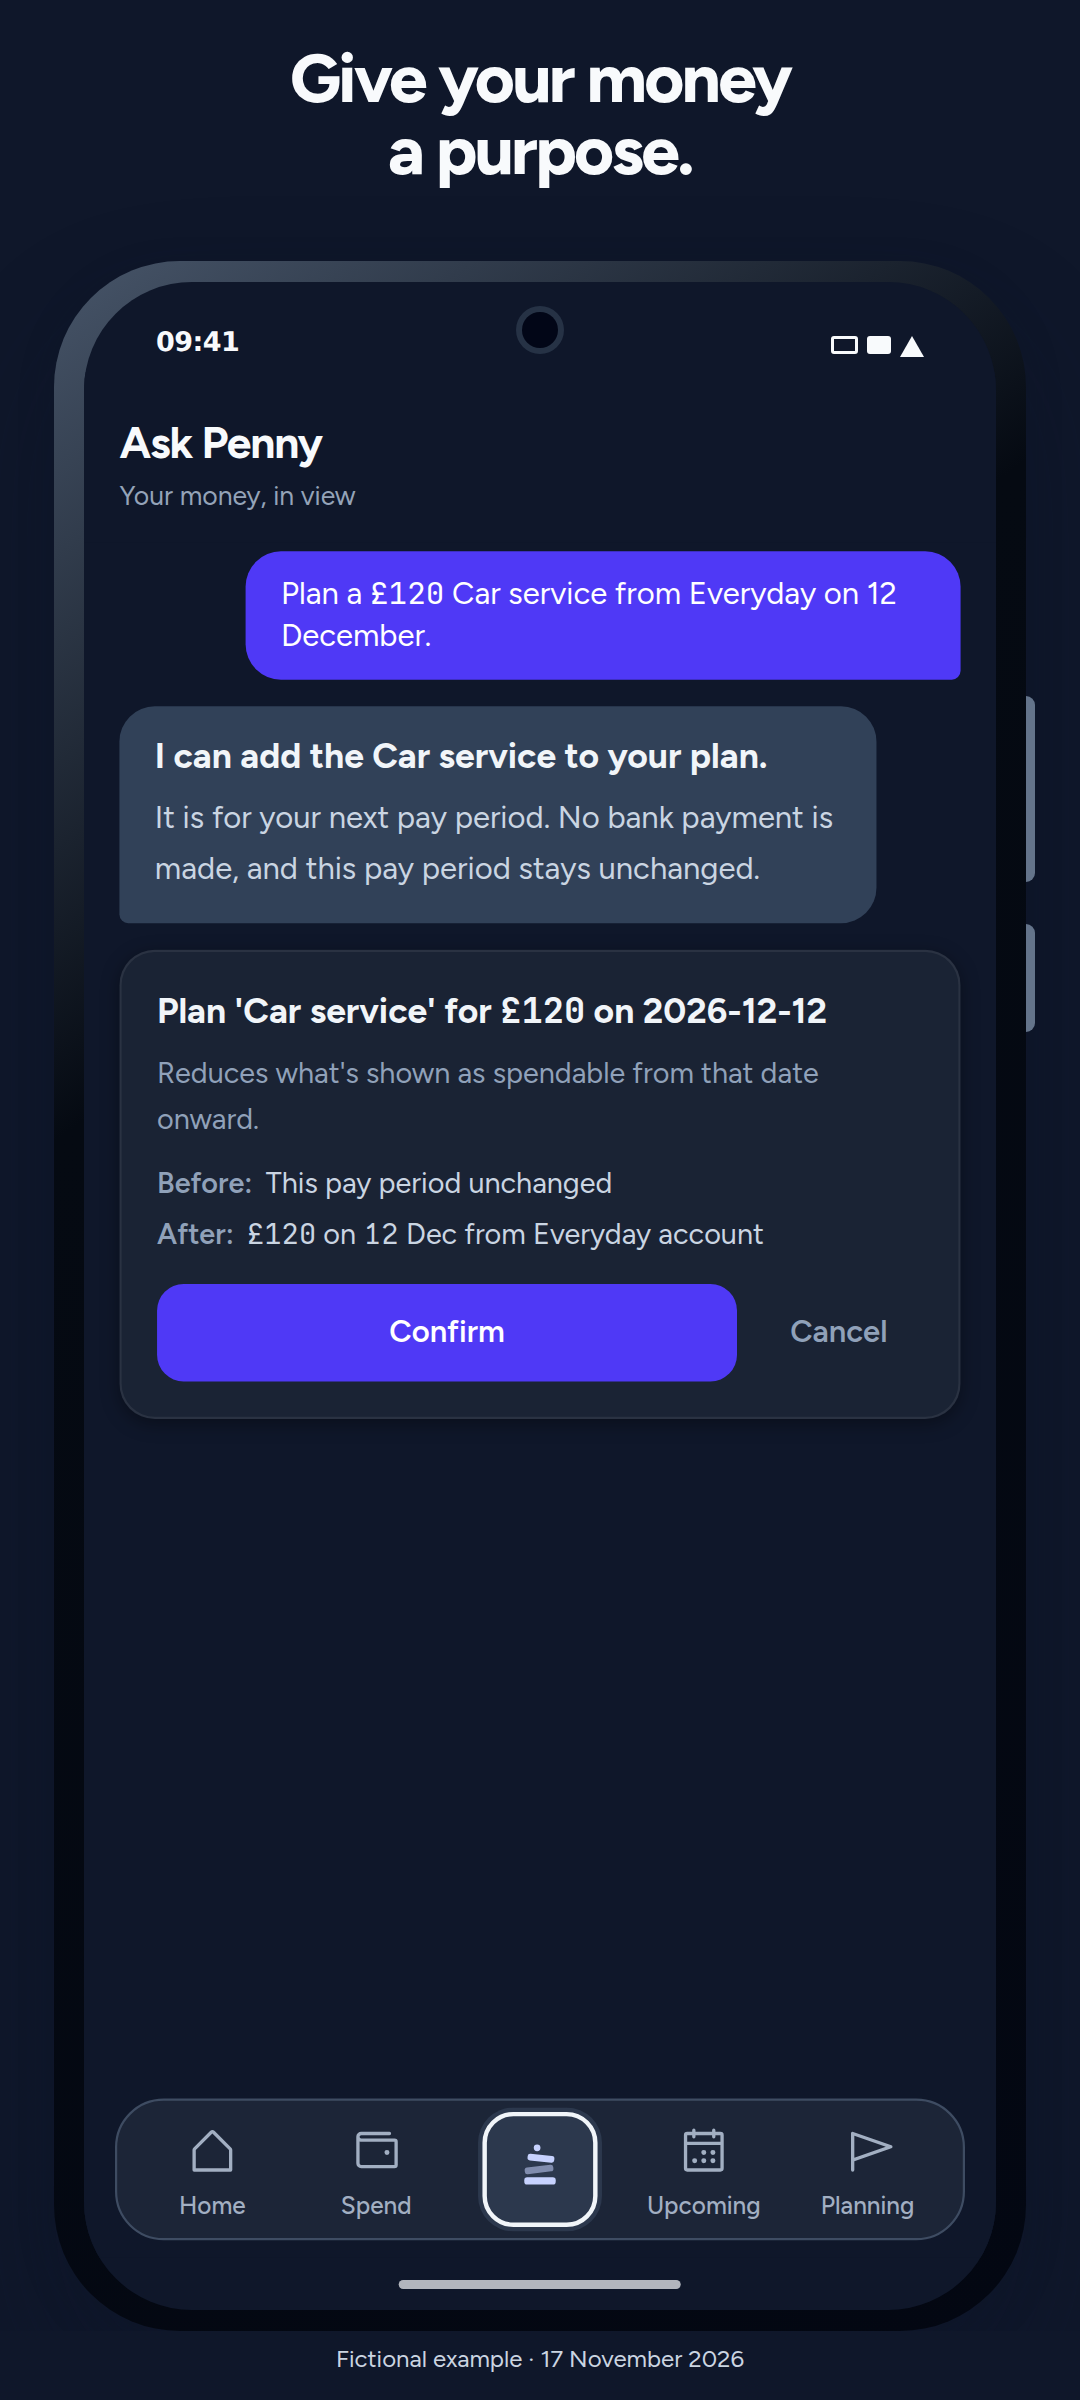 Give your money
a purpose.
09:41
Ask Penny
Your money, in view
Plan a £120 Car service from Everyday on 12
December.
I can add the Car service to your plan.
It is for your next pay period. No bank payment is
made, and this pay period stays unchanged.
Plan 'Car service' for £120 on 2026-12-12
Reduces what's shown as spendable from that date
onward.
Before: This pay period unchanged
After: £120 on 12 Dec from Everyday account
Confirm
Cancel
Home
Spend
Upcoming
Planning
Fictional example · 17 November 2026